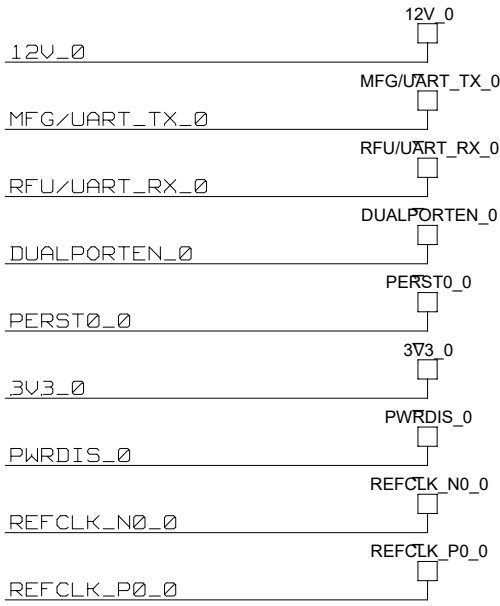 12V_0
12V_0
MFG/UART_TX_0
MFG/UART_TX_0
RFU/UART_RX_0
RFU/UART_RX_0
DUALPORTEN_0
DUALPORTEN_0
PERST0_0
PERST0_0
3V3_0
3V3_0
PWRDIS_0
PWRDIS_0
REFCLK_N0_0
REFCLK_N0_0
REFCLK_P0_0
REFCLK_P0_0